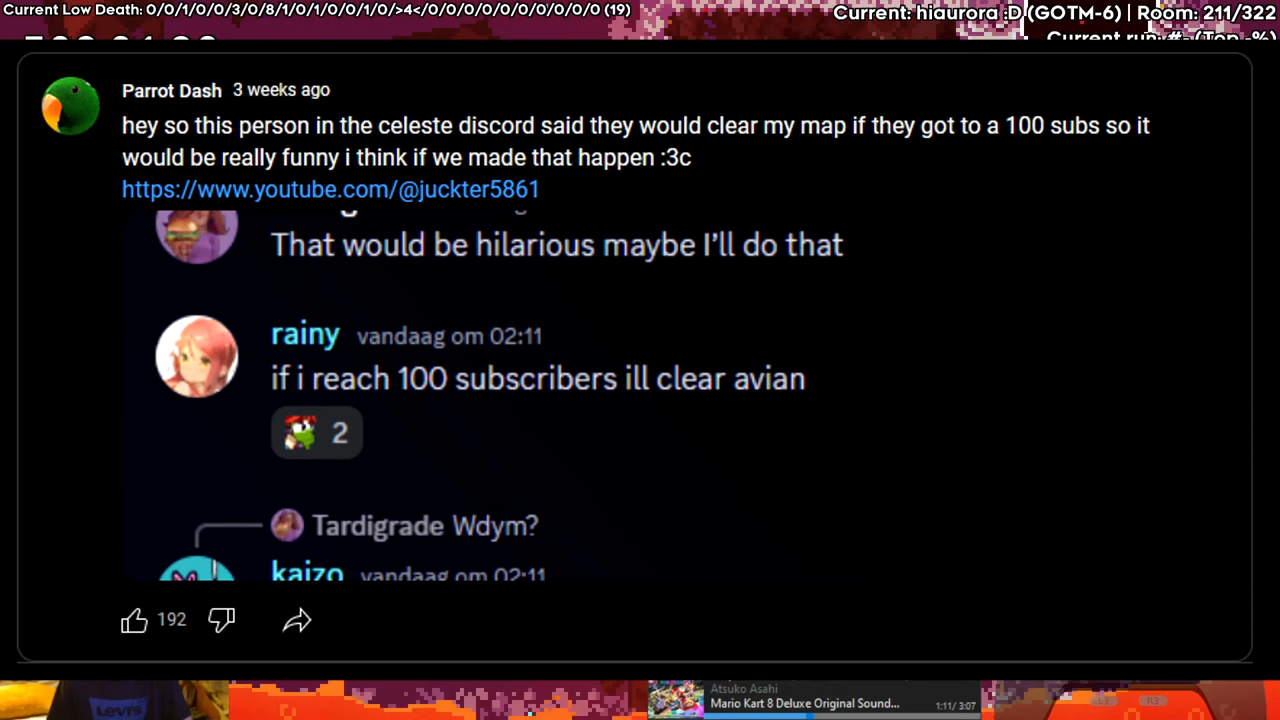 Current Low Death: 0/0/1/0/0/3/0/8/1/0/1/0/0/1/0/>4</0/0/0/0/0/0/0/0/0/0 (19)
Current: hiaurora :D (GOTM-6) | Room: 211/322
Current run: #- (Top -%)
Parrot Dash 3 weeks ago
hey so this person in the celeste discord said they would clear my map if they got to a 100 subs so it
would be really funny i think if we made that happen :3c
https://www.youtube.com/@juckter5861
That would be hilarious maybe I'll do that
rainy vandaag om 02:11
if i reach 100 subscribers ill clear avian
2
Tardigrade Wdym?
kaizo vandaag om 02:11
192
Levi's
Atsuko Asahi
Mario Kart 8 Deluxe Original Sound...
1:11/ 3:07
L3
R3